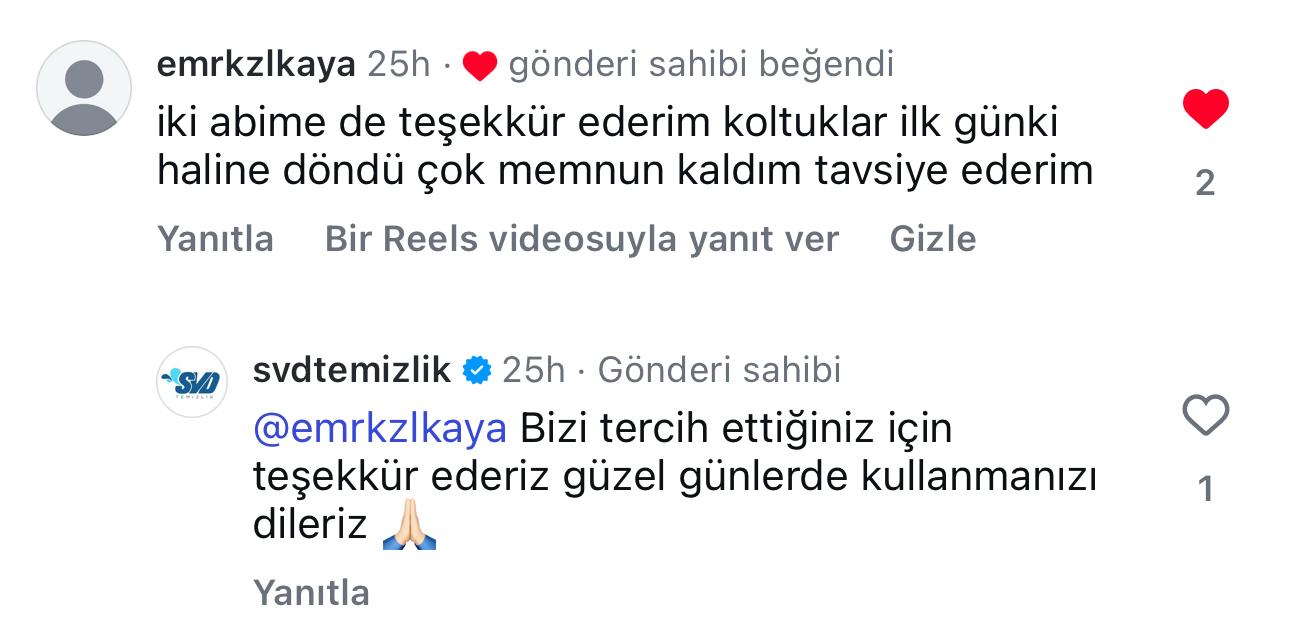 emrkzlkaya 25h · gönderi sahibi beğendi
iki abime de teşekkür ederim koltuklar ilk günki
haline döndü çok memnun kaldım tavsiye ederim
2
Yanıtla Bir Reels videosuyla yanıt ver Gizle
SVD
TEMİZLİK
svdtemizlik 25h · Gönderi sahibi
@emrkzlkaya Bizi tercih ettiğiniz için
teşekkür ederiz güzel günlerde kullanmanızı
dileriz 🙏🏻
1
Yanıtla